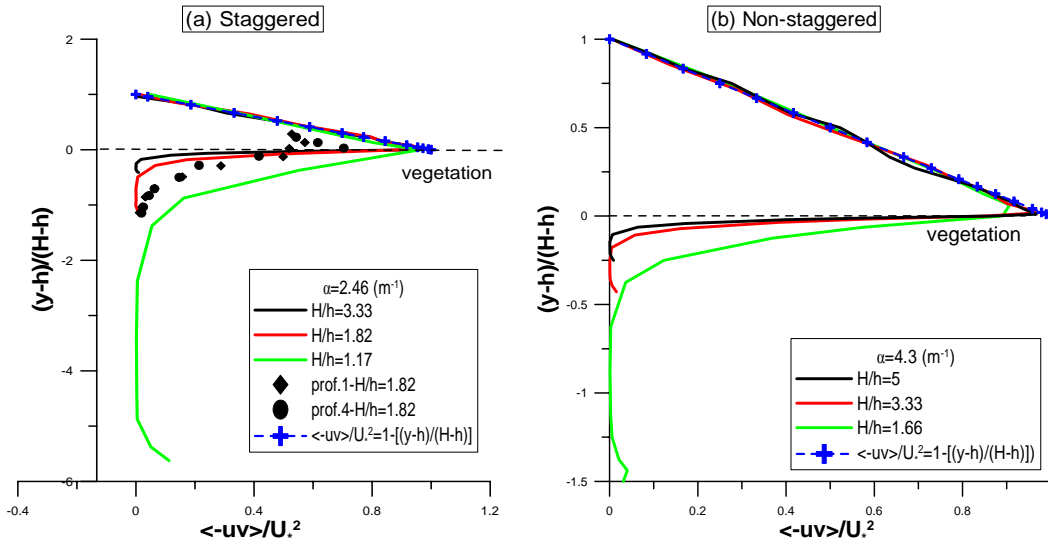 (a) Staggered
2
0
-2
-4
-6
(y-h)/(H-h)
vegetation
α=2.46 (m⁻¹)
H/h=3.33
H/h=1.82
H/h=1.17
prof.1-H/h=1.82
prof.4-H/h=1.82
<-uv>/U*²=1-[(y-h)/(H-h)]
-0.4 0 0.4 0.8 1.2
<-uv>/U*²
(b) Non-staggered
1
0.5
0
-0.5
-1
-1.5
(y-h)/(H-h)
vegetation
α=4.3 (m⁻¹)
H/h=5
H/h=3.33
H/h=1.66
<-uv>/U*²=1-[(y-h)/(H-h)])
0 0.2 0.4 0.6 0.8
<-uv>/U*²